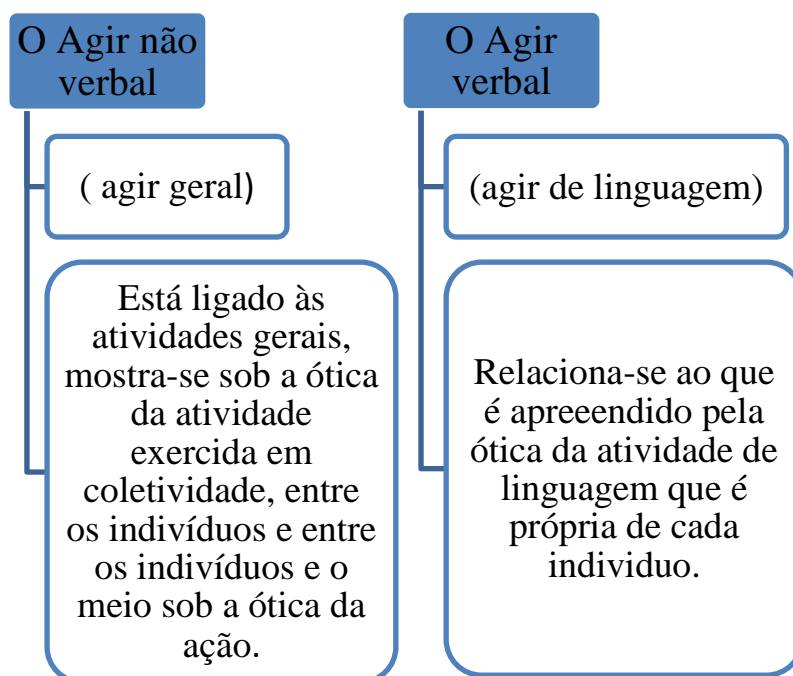 O Agir não
verbal
( agir geral)
Está ligado às
atividades gerais,
mostra-se sob a ótica
da atividade
exercida em
coletividade, entre
os indivíduos e entre
os indivíduos e o
meio sob a ótica da
ação.
O Agir
verbal
(agir de linguagem)
Relaciona-se ao que
é apreeendido pela
ótica da atividade de
linguagem que é
própria de cada
individuo.